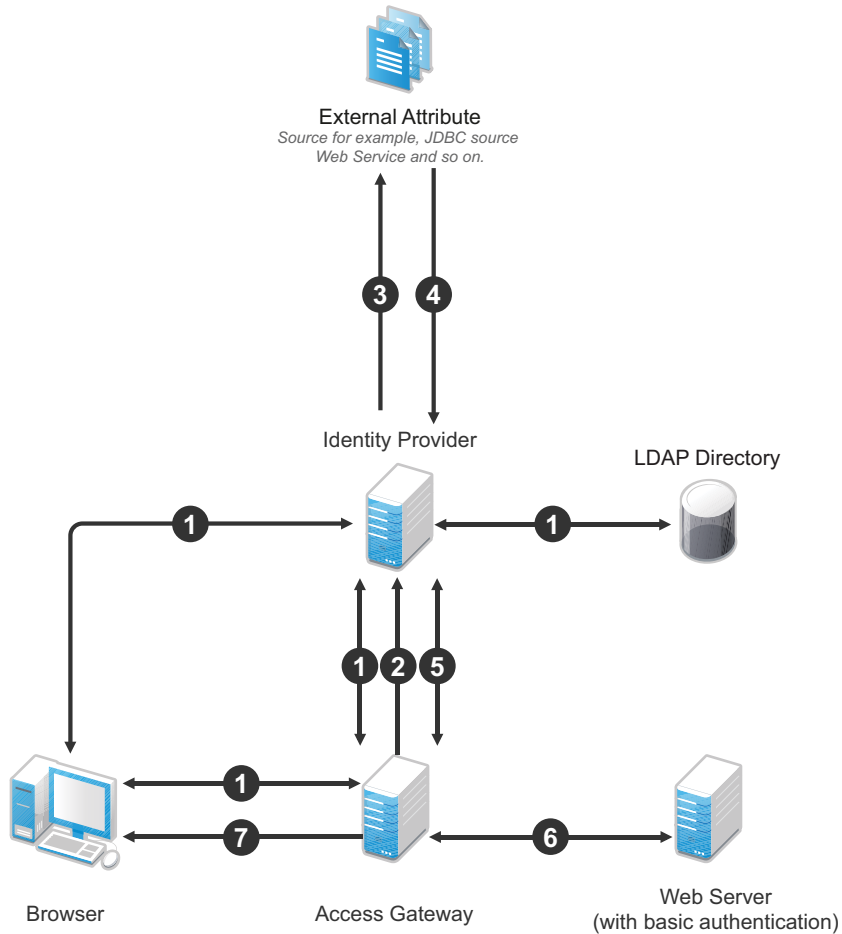 External Attribute
Source for example, JDBC source
Web Service and so on.
3
4
Identity Provider
LDAP Directory
1
1
1
2
5
1
7
6
Browser
Access Gateway
Web Server
(with basic authentication)